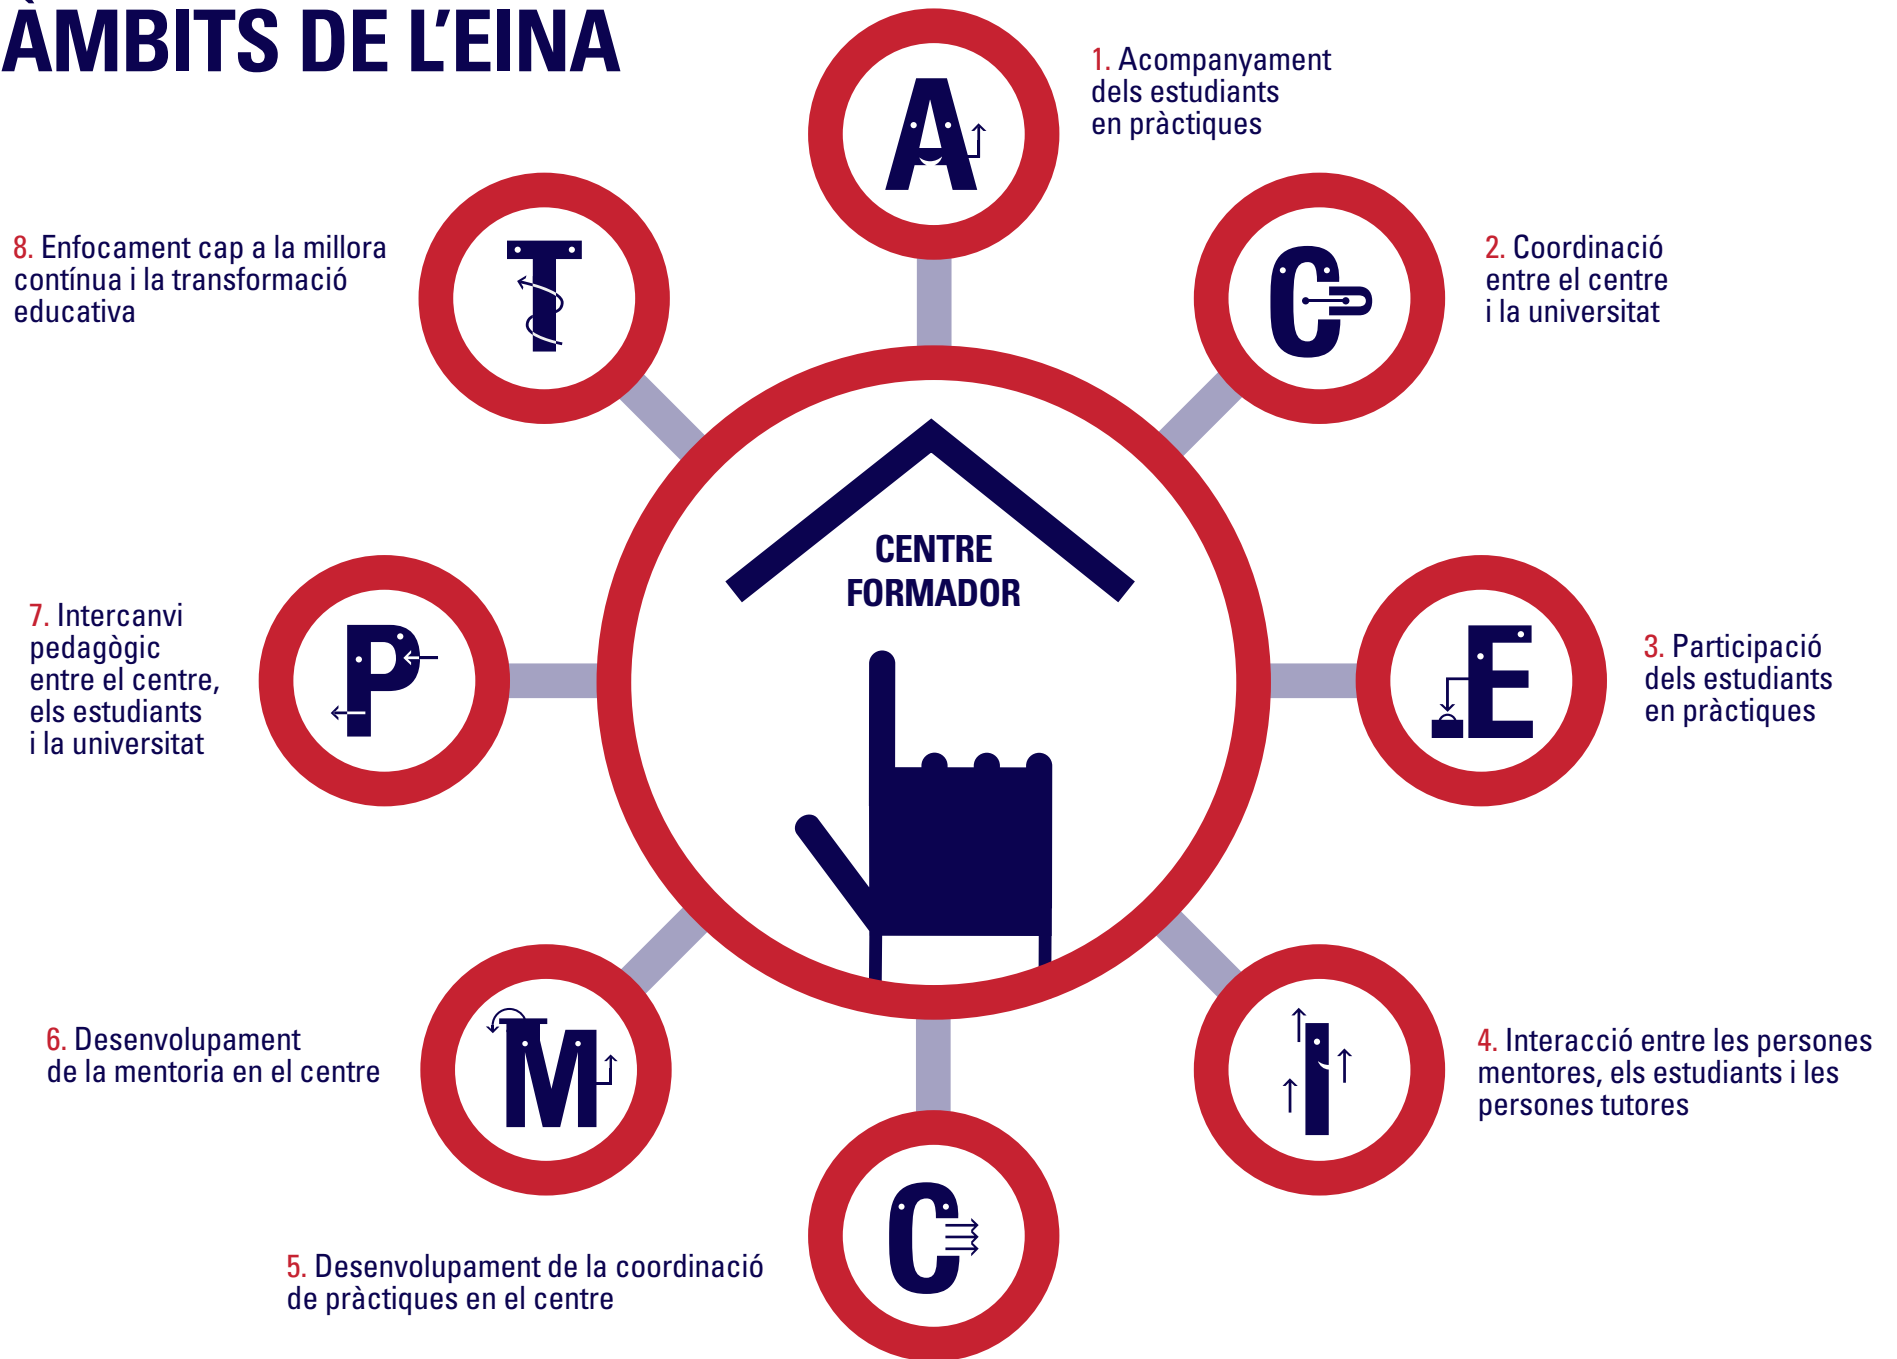 ÀMBITS DE L'EINA
A
1. Acompanyament
dels estudiants
en pràctiques
C
2. Coordinació
entre el centre
i la universitat
E
3. Participació
dels estudiants
en pràctiques
I
4. Interacció entre les persones
mentores, els estudiants i les
persones tutores
C
5. Desenvolupament de la coordinació
de pràctiques en el centre
M
6. Desenvolupament
de la mentoria en el centre
P
7. Intercanvi
pedagògic
entre el centre,
els estudiants
i la universitat
T
8. Enfocament cap a la millora
contínua i la transformació
educativa
CENTRE
FORMADOR